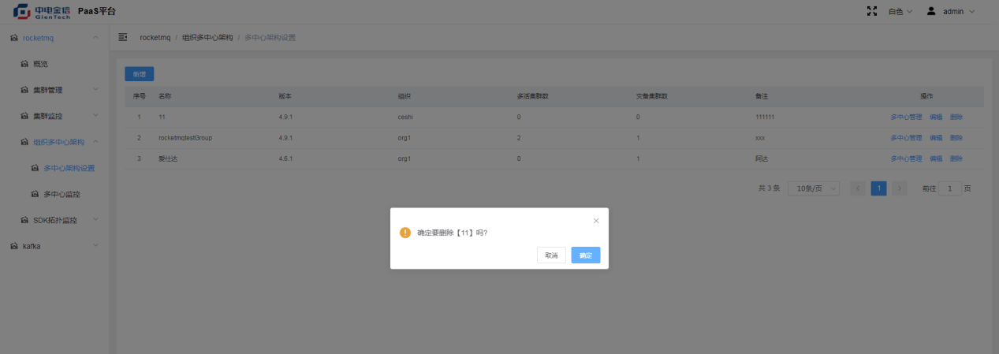 中电金信 GienTech PaaS平台
白色 admin
rocketmq
rocketmq / 组织多中心架构 / 多中心架构设置
概览
集群管理
集群监控
组织多中心架构
多中心架构设置
多中心监控
SDK拓扑监控
kafka
新增
序号 名称 版本 组织 多活集群数 灾备集群数 备注 操作
1 11 4.9.1 ceshi 0 0 111111 多中心管理 编辑 删除
2 rocketmqtestGroup 4.9.1 org1 2 1 xxx 多中心管理 编辑 删除
3 爱仕达 4.6.1 org1 0 1 阿达 多中心管理 编辑 删除
共 3 条 10条/页 1 前往 1 页
确定要删除【11】吗?
取消 确定